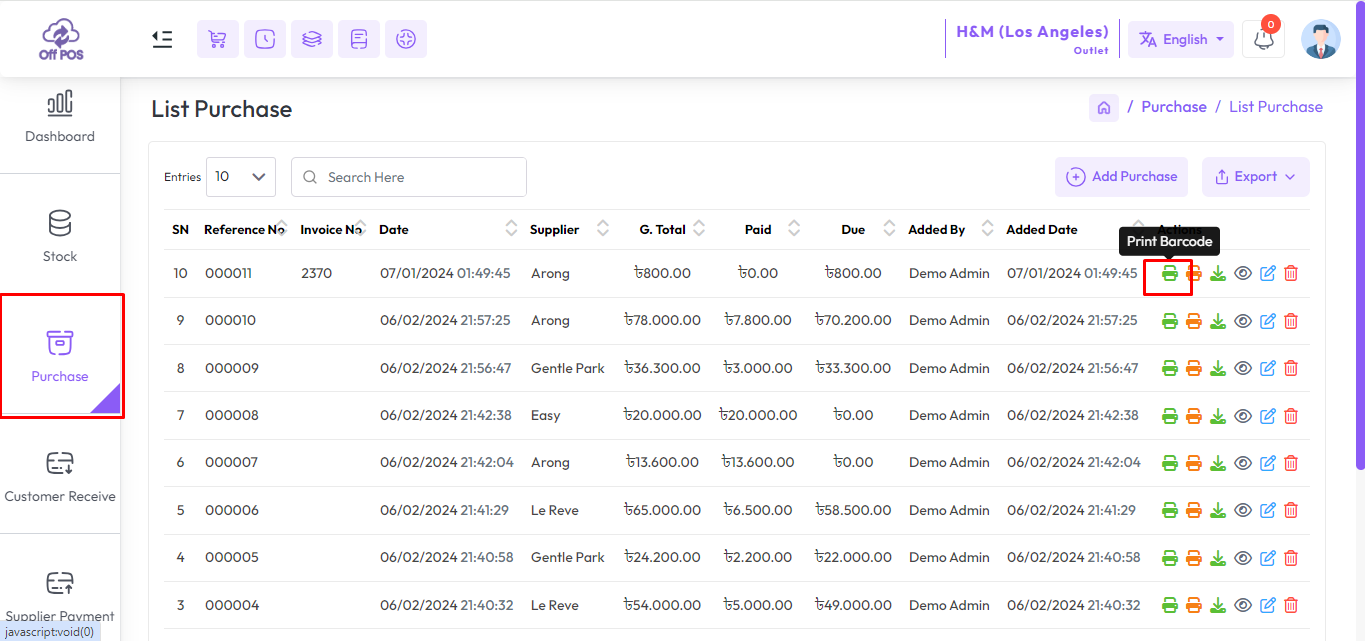 Off POS
H&M (Los Angeles)
Outlet
English
0
Dashboard
Stock
Purchase
Customer Receive
Supplier Payment
javascript:void(0)
List Purchase
/ Purchase / List Purchase
Entries 10 Search Here Add Purchase Export
SN Reference No Invoice No Date Supplier G. Total Paid Due Added By Added Date Actions
Print Barcode
10 000011 2370 07/01/2024 01:49:45 Arong ৳800.00 ৳0.00 ৳800.00 Demo Admin 07/01/2024 01:49:45
9 000010 06/02/2024 21:57:25 Arong ৳78.000.00 ৳7.800.00 ৳70.200.00 Demo Admin 06/02/2024 21:57:25
8 000009 06/02/2024 21:56:47 Gentle Park ৳36.300.00 ৳3.000.00 ৳33.300.00 Demo Admin 06/02/2024 21:56:47
7 000008 06/02/2024 21:42:38 Easy ৳20.000.00 ৳20.000.00 ৳0.00 Demo Admin 06/02/2024 21:42:38
6 000007 06/02/2024 21:42:04 Arong ৳13.600.00 ৳13.600.00 ৳0.00 Demo Admin 06/02/2024 21:42:04
5 000006 06/02/2024 21:41:29 Le Reve ৳65.000.00 ৳6.500.00 ৳58.500.00 Demo Admin 06/02/2024 21:41:29
4 000005 06/02/2024 21:40:58 Gentle Park ৳24.200.00 ৳2.200.00 ৳22.000.00 Demo Admin 06/02/2024 21:40:58
3 000004 06/02/2024 21:40:32 Le Reve ৳54.000.00 ৳5.000.00 ৳49.000.00 Demo Admin 06/02/2024 21:40:32